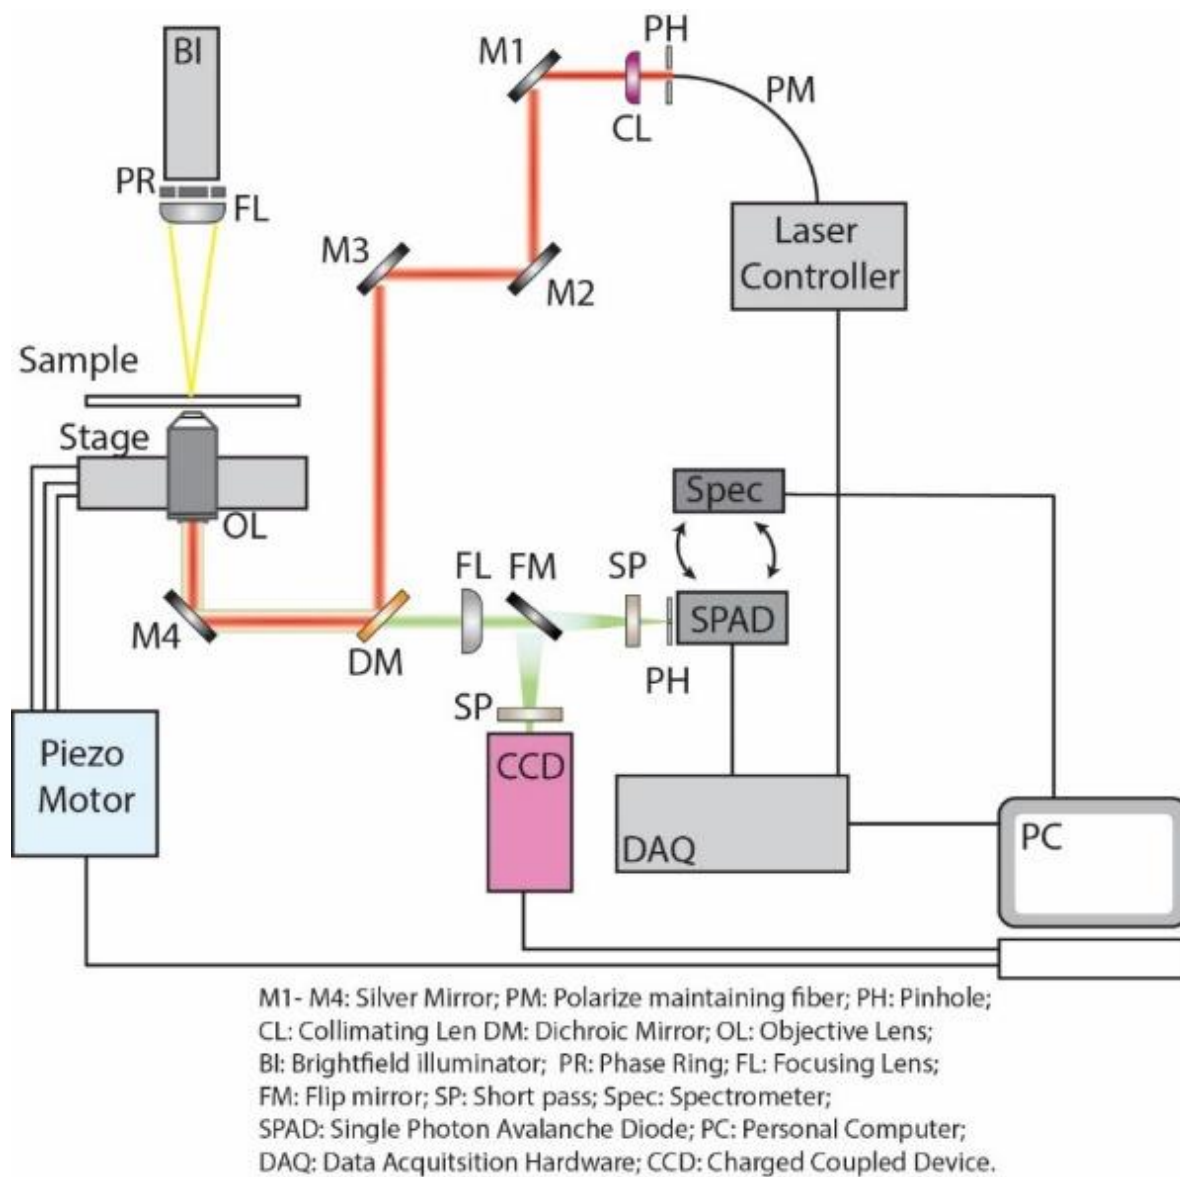 BI
M1
PH
PM
CL
PR
FL
Laser
Controller
M3
M2
Sample
Stage
OL
Spec
FL
FM
SP
SPAD
M4
DM
PH
SP
CCD
Piezo
Motor
DAQ
PC
M1- M4: Silver Mirror; PM: Polarize maintaining fiber; PH: Pinhole;
CL: Collimating Len DM: Dichroic Mirror; OL: Objective Lens;
BI: Brightfield illuminator; PR: Phase Ring; FL: Focusing Lens;
FM: Flip mirror; SP: Short pass; Spec: Spectrometer;
SPAD: Single Photon Avalanche Diode; PC: Personal Computer;
DAQ: Data Acquitsition Hardware; CCD: Charged Coupled Device.